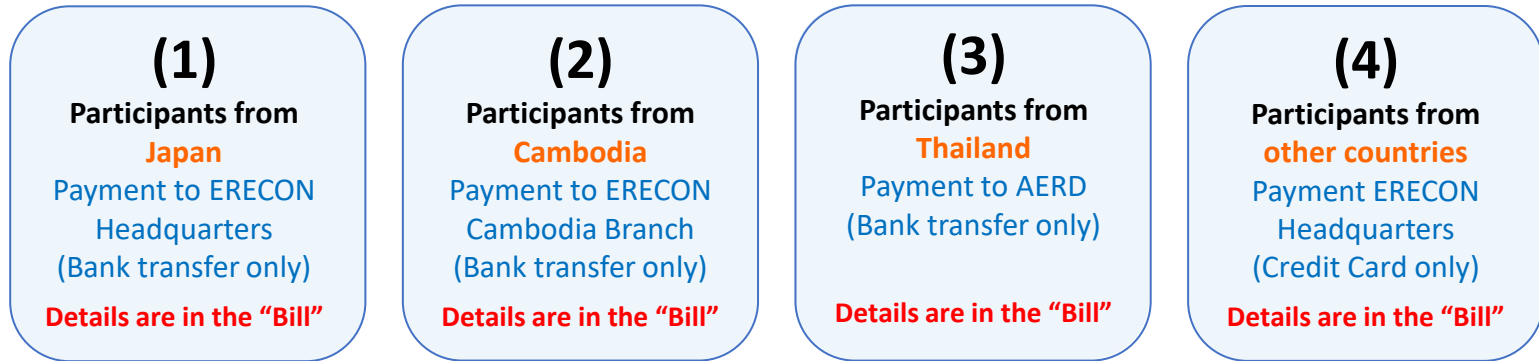 (1)
Participants from
Japan
Payment to ERECON
Headquarters
(Bank transfer only)
Details are in the “Bill”
(2)
Participants from
Cambodia
Payment to ERECON
Cambodia Branch
(Bank transfer only)
Details are in the “Bill”
(3)
Participants from
Thailand
Payment to AERD
(Bank transfer only)
Details are in the “Bill”
(4)
Participants from
other countries
Payment ERECON
Headquarters
(Credit Card only)
Details are in the “Bill”